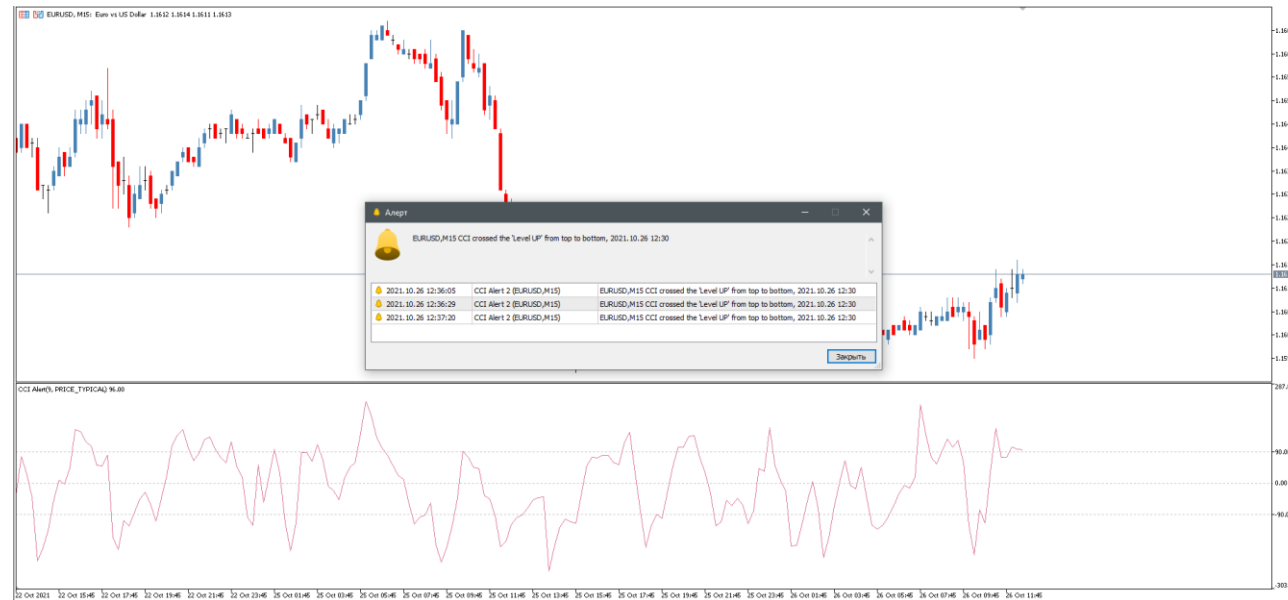 EURUSD, M15: Euro vs US Dollar 1.1612 1.1614 1.1611 1.1613
Алерт
EURUSD,M15 CCI crossed the 'Level UP' from top to bottom, 2021.10.26 12:30
2021.10.26 12:36:05 CCI Alert 2 (EURUSD,M15) EURUSD,M15 CCI crossed the 'Level UP' from top to bottom, 2021.10.26 12:30
2021.10.26 12:36:29 CCI Alert 2 (EURUSD,M15) EURUSD,M15 CCI crossed the 'Level UP' from top to bottom, 2021.10.26 12:30
2021.10.26 12:37:20 CCI Alert 2 (EURUSD,M15) EURUSD,M15 CCI crossed the 'Level UP' from top to bottom, 2021.10.26 12:30
Закрыть
CCI Alert(9, PRICE_TYPICAL) 96.00
90.0
0.00
-90.0
22 Oct 2021 22 Oct 15:45 22 Oct 17:45 22 Oct 19:45 22 Oct 21:45 22 Oct 23:45 25 Oct 01:45 25 Oct 03:45 25 Oct 05:45 25 Oct 07:45 25 Oct 09:45 25 Oct 11:45 25 Oct 13:45 25 Oct 15:45 25 Oct 17:45 25 Oct 19:45 25 Oct 21:45 25 Oct 23:45 26 Oct 01:45 26 Oct 03:45 26 Oct 05:45 26 Oct 07:45 26 Oct 09:45 26 Oct 11:45